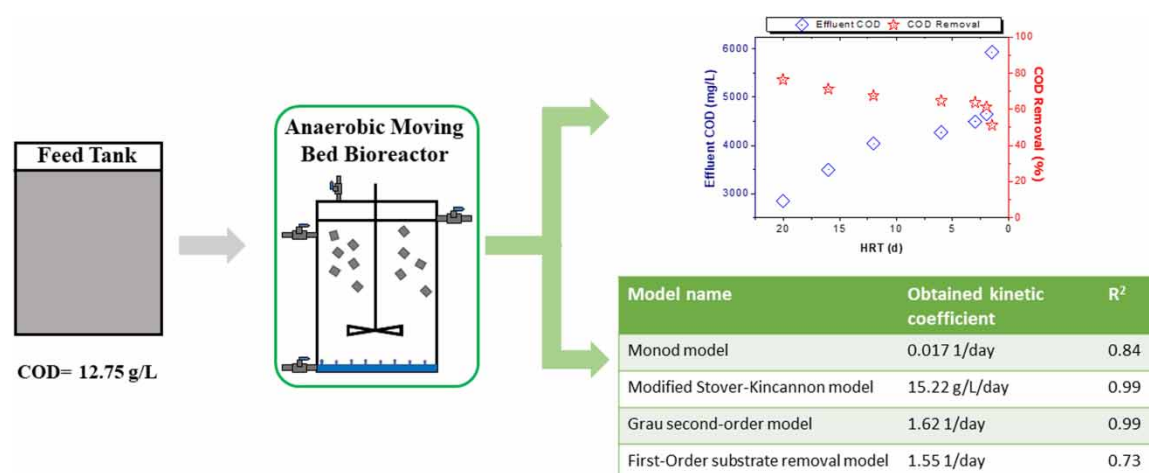 Feed Tank
COD= 12.75 g/L
Anaerobic Moving
Bed Bioreactor
Effluent COD COD Removal
6000
5000
4000
3000
Effluent COD (mg/L)
100
80
60
40
20
0
COD Removal (%)
20 15 10 5 0
HRT (d)
Model name Obtained kinetic coefficient R²
Monod model 0.017 1/day 0.84
Modified Stover-Kincannon model 15.22 g/L/day 0.99
Grau second-order model 1.62 1/day 0.99
First-Order substrate removal model 1.55 1/day 0.73